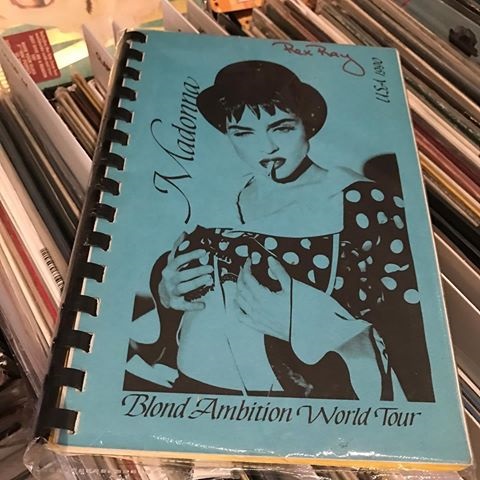 Rex Ray
USA 1990
Madonna
Blond Ambition World Tour